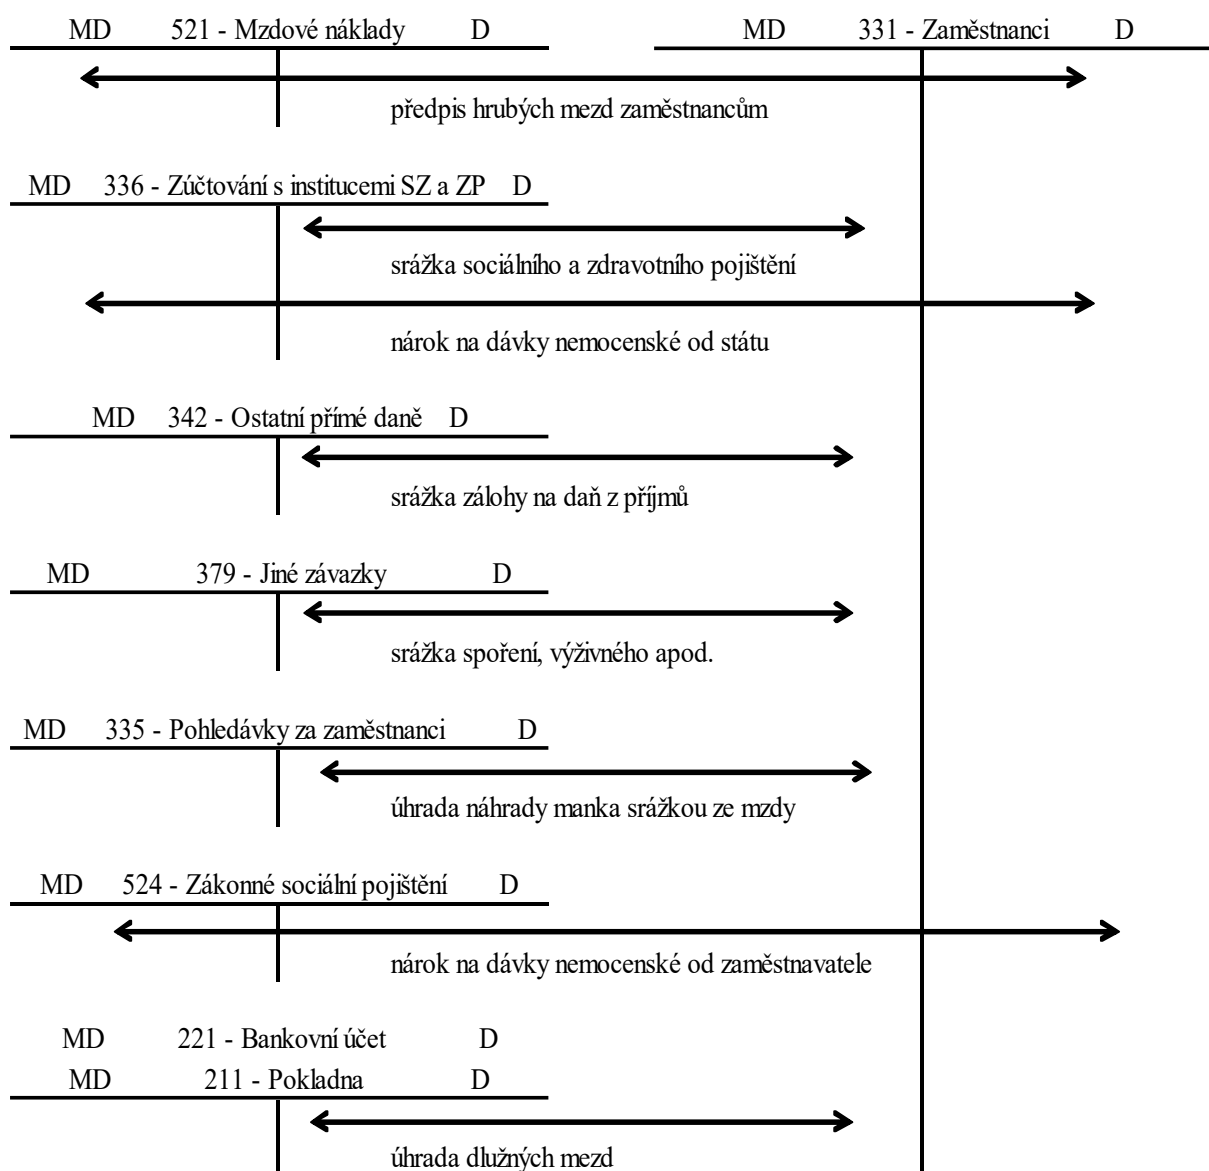 MD 521 - Mzdové náklady D MD 331 - Zaměstnanci D
předpis hrubých mezd zaměstnancům
MD 336 - Zúčtování s institucemi SZ a ZP D
srážka sociálního a zdravotního pojištění
nárok na dávky nemocenské od státu
MD 342 - Ostatní přímé daně D
srážka zálohy na daň z příjmů
MD 379 - Jiné závazky D
srážka spoření, výživného apod.
MD 335 - Pohledávky za zaměstnanci D
úhrada náhrady manka srážkou ze mzdy
MD 524 - Zákonné sociální pojištění D
nárok na dávky nemocenské od zaměstnavatele
MD 221 - Bankovní účet D
MD 211 - Pokladna D
úhrada dlužných mezd